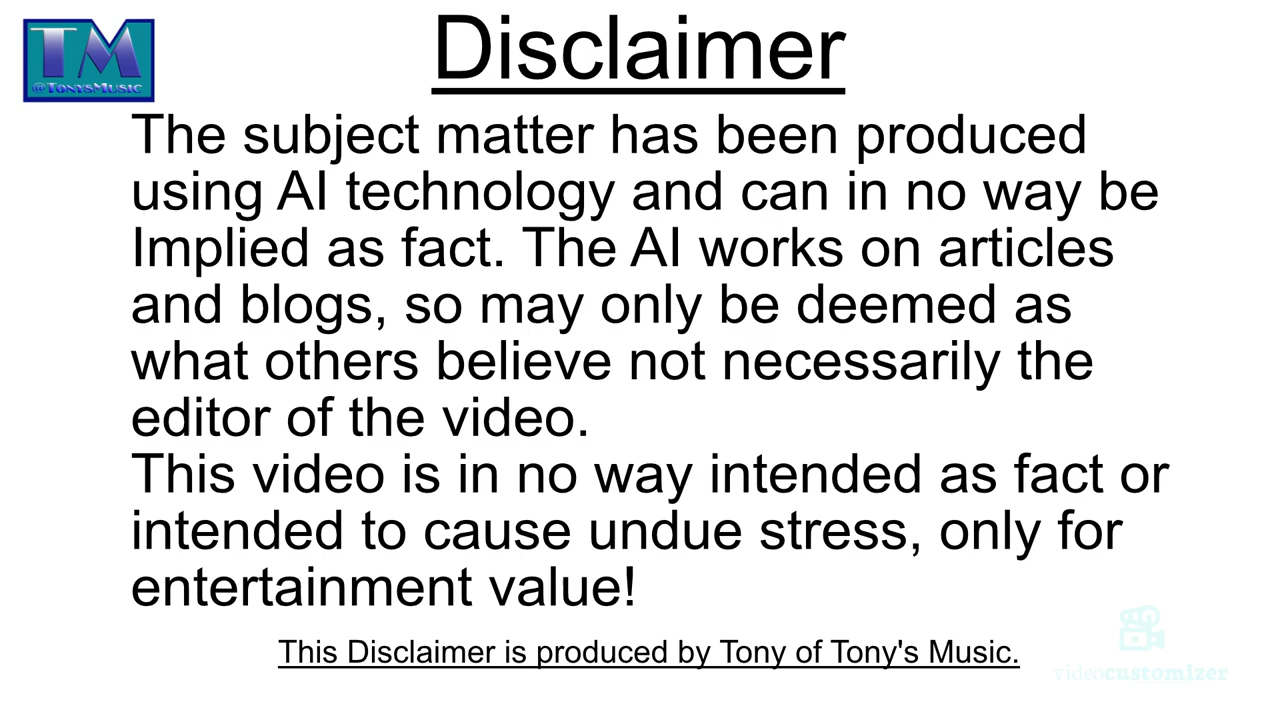 TM
@TonysMusic
Disclaimer
The subject matter has been produced
using AI technology and can in no way be
Implied as fact. The AI works on articles
and blogs, so may only be deemed as
what others believe not necessarily the
editor of the video.
This video is in no way intended as fact or
intended to cause undue stress, only for
entertainment value!
This Disclaimer is produced by Tony of Tony's Music.
videocustomizer